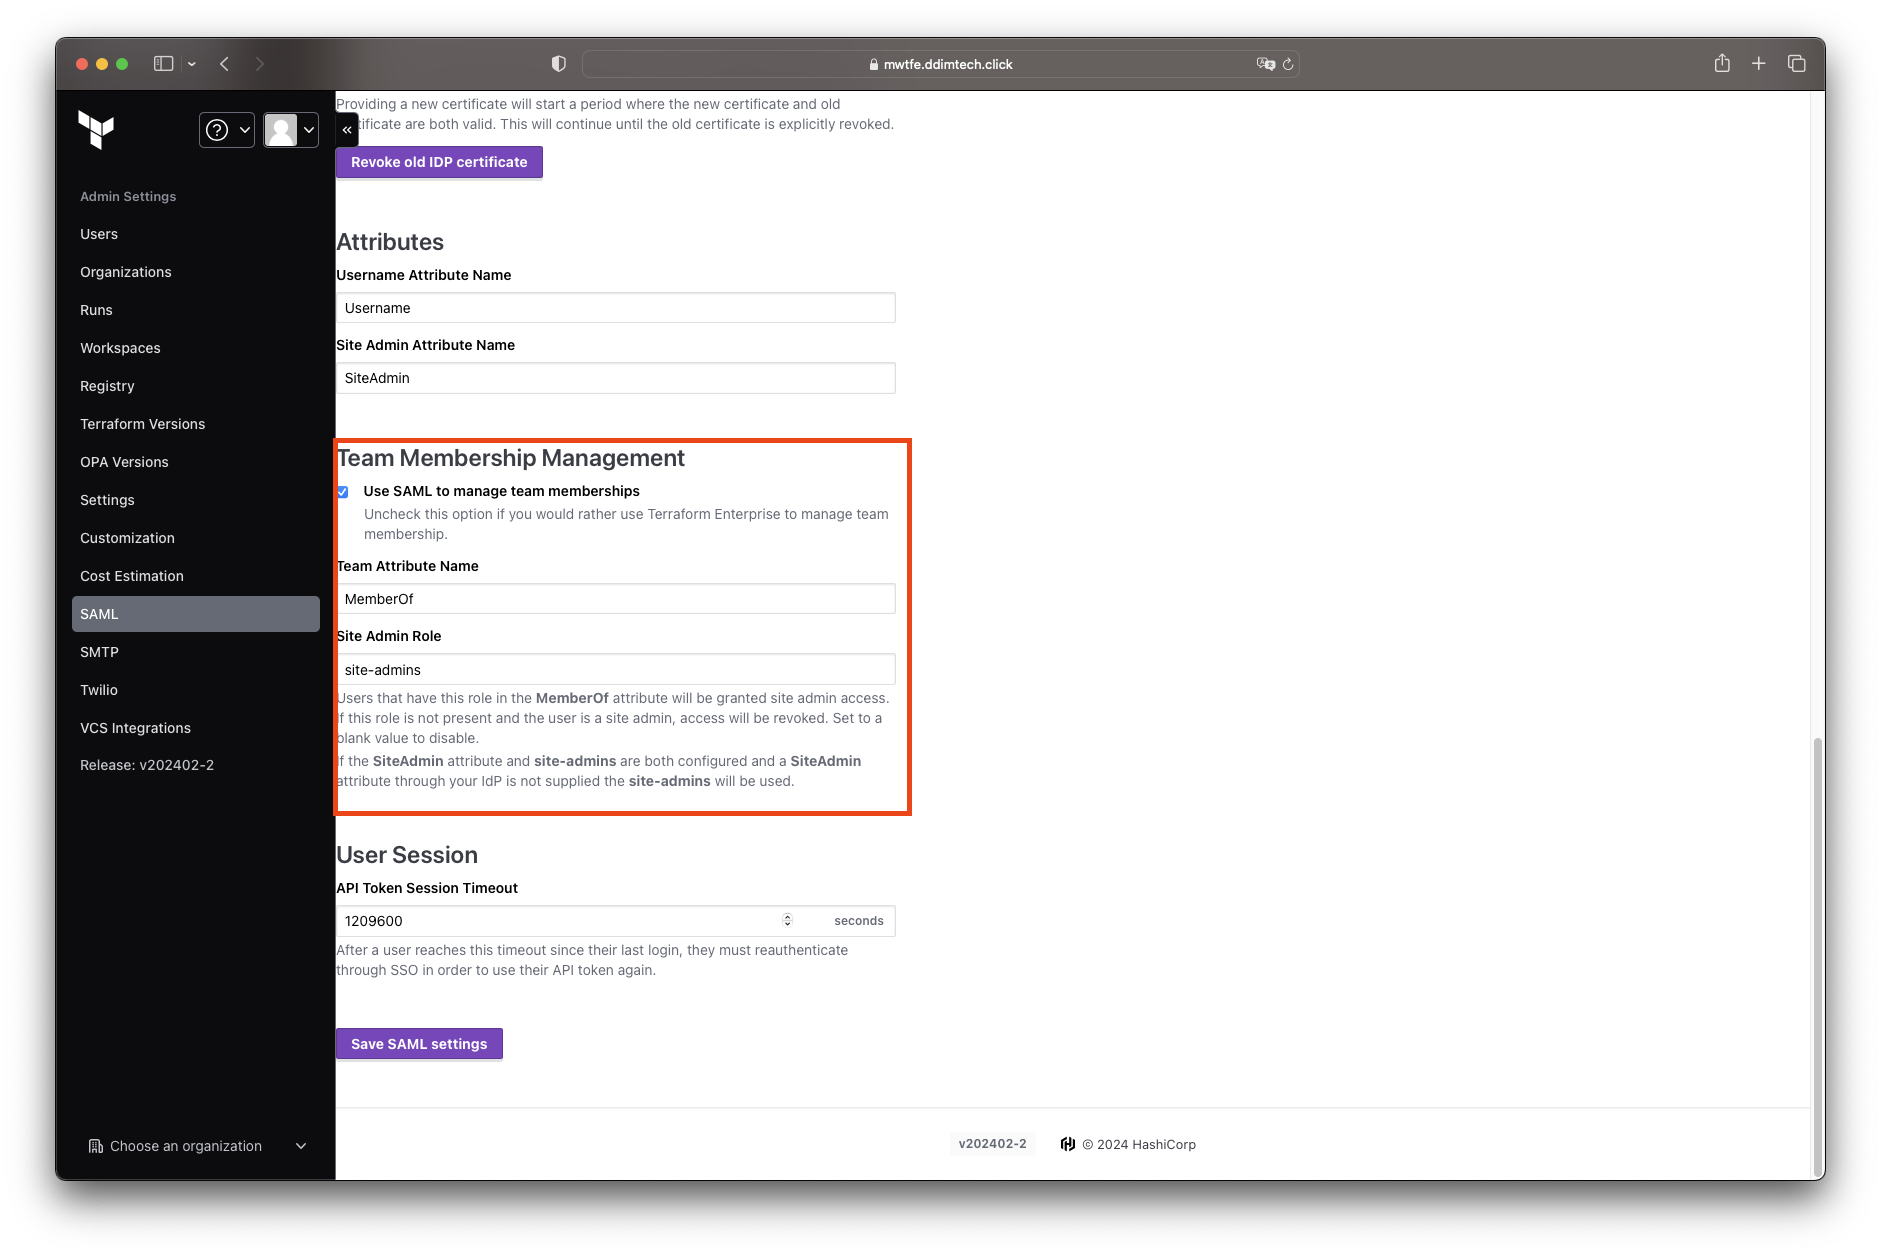 mwtfe.ddimtech.click
Admin Settings
Users
Organizations
Runs
Workspaces
Registry
Terraform Versions
OPA Versions
Settings
Customization
Cost Estimation
SAML
SMTP
Twilio
VCS Integrations
Release: v202402-2
Choose an organization
Providing a new certificate will start a period where the new certificate and old
tificate are both valid. This will continue until the old certificate is explicitly revoked.
Revoke old IDP certificate
Attributes
Username Attribute Name
Username
Site Admin Attribute Name
SiteAdmin
Team Membership Management
Use SAML to manage team memberships
Uncheck this option if you would rather use Terraform Enterprise to manage team
membership.
Team Attribute Name
MemberOf
Site Admin Role
site-admins
Users that have this role in the MemberOf attribute will be granted site admin access.
If this role is not present and the user is a site admin, access will be revoked. Set to a
blank value to disable.
If the SiteAdmin attribute and site-admins are both configured and a SiteAdmin
attribute through your IdP is not supplied the site-admins will be used.
User Session
API Token Session Timeout
1209600 seconds
After a user reaches this timeout since their last login, they must reauthenticate
through SSO in order to use their API token again.
Save SAML settings
v202402-2 © 2024 HashiCorp